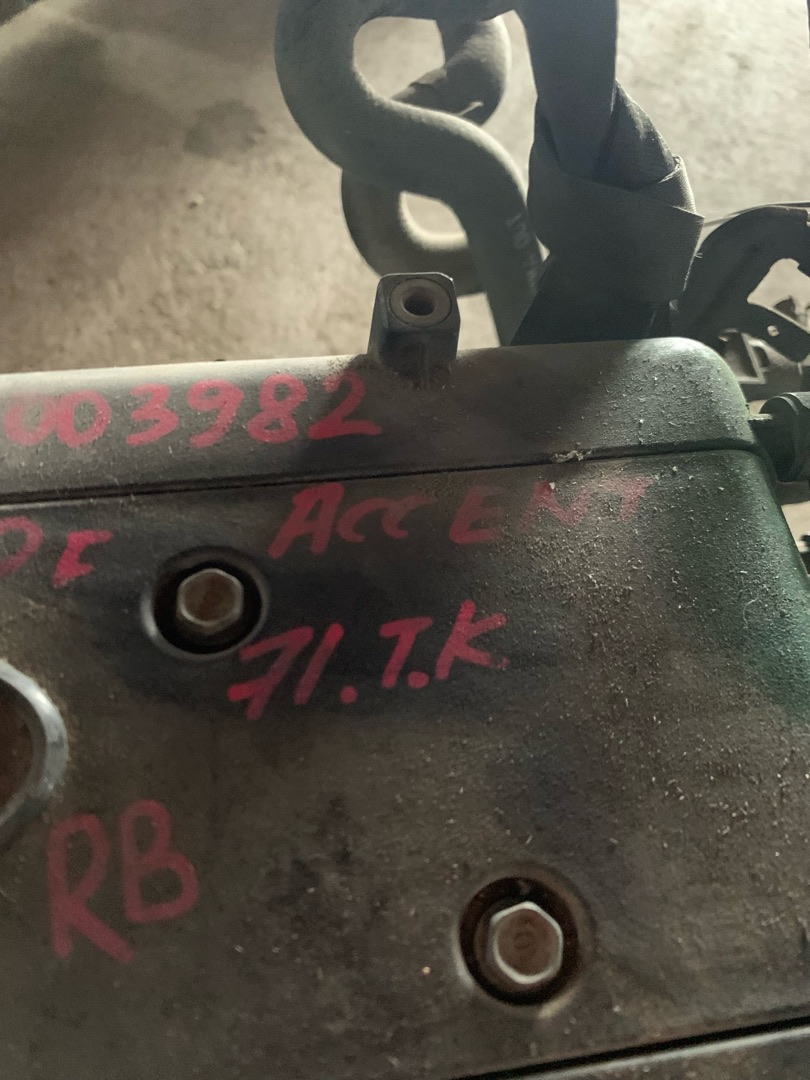 003982
ACCENT
71.T.K
RB